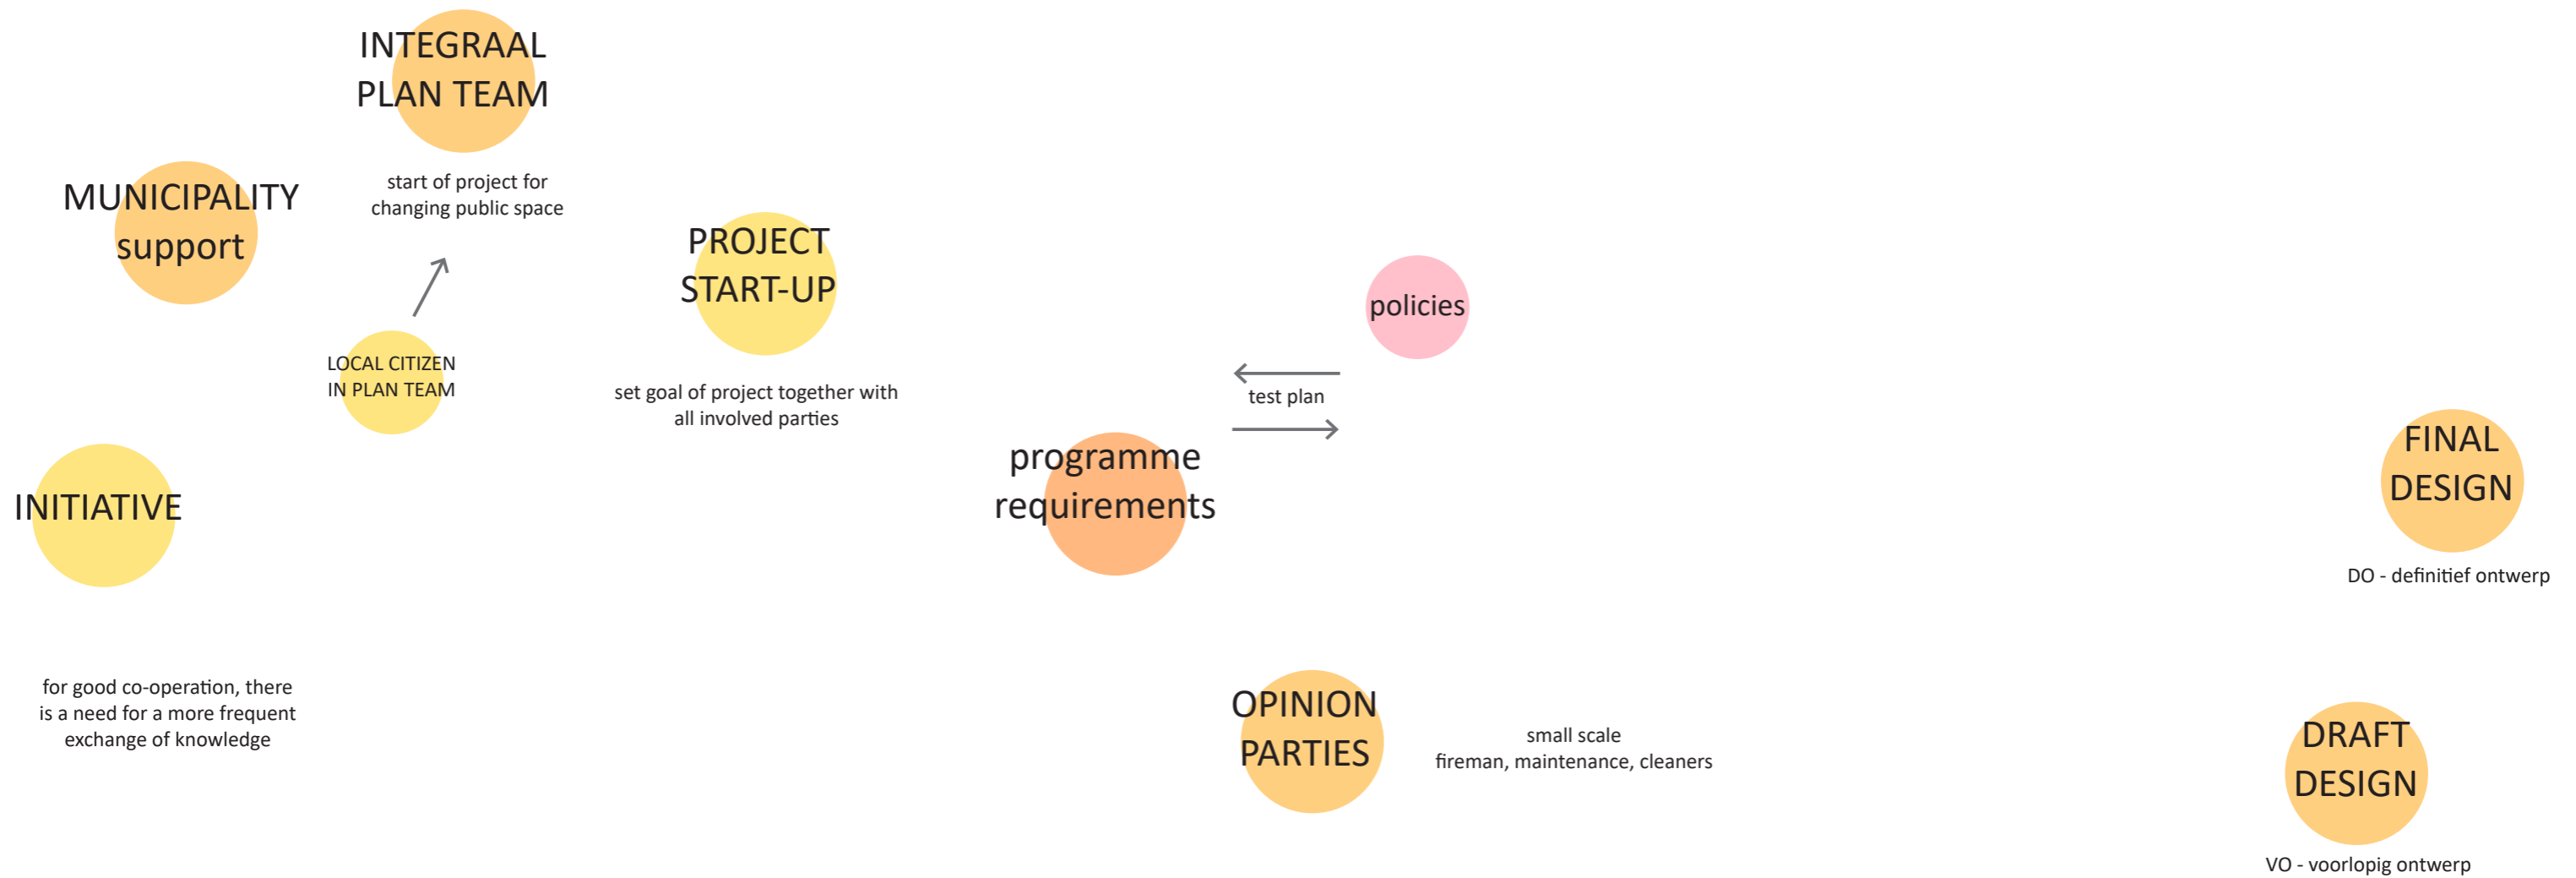 INTEGRAAL
PLAN TEAM
start of project for
changing public space
MUNICIPALITY
support
LOCAL CITIZEN
IN PLAN TEAM
INITIATIVE
for good co-operation, there
is a need for a more frequent
exchange of knowledge
PROJECT
START-UP
set goal of project together with
all involved parties
programme
requirements
test plan
policies
OPINION
PARTIES
small scale
fireman, maintenance, cleaners
FINAL
DESIGN
DO - definitief ontwerp
DRAFT
DESIGN
VO - voorlopig ontwerp